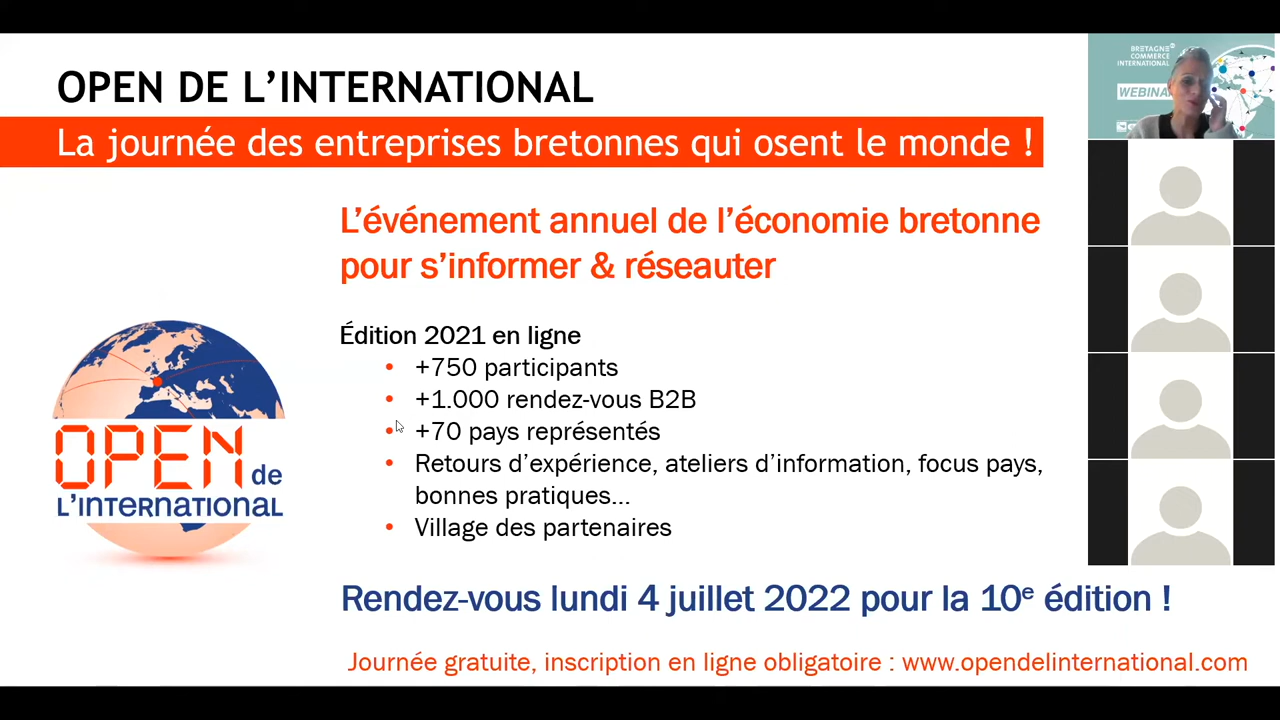 OPEN DE L’INTERNATIONAL
La journée des entreprises bretonnes qui osent le monde !
L’événement annuel de l’économie bretonne
pour s’informer & réseauter
Édition 2021 en ligne
• +750 participants
• +1.000 rendez-vous B2B
• +70 pays représentés
• Retours d’expérience, ateliers d’information, focus pays,
bonnes pratiques…
• Village des partenaires
OPEN de
L’INTERNATIONAL
Rendez-vous lundi 4 juillet 2022 pour la 10e édition !
Journée gratuite, inscription en ligne obligatoire : www.opendelinternational.com
BRETAGNE
COMMERCE
INTERNATIONAL